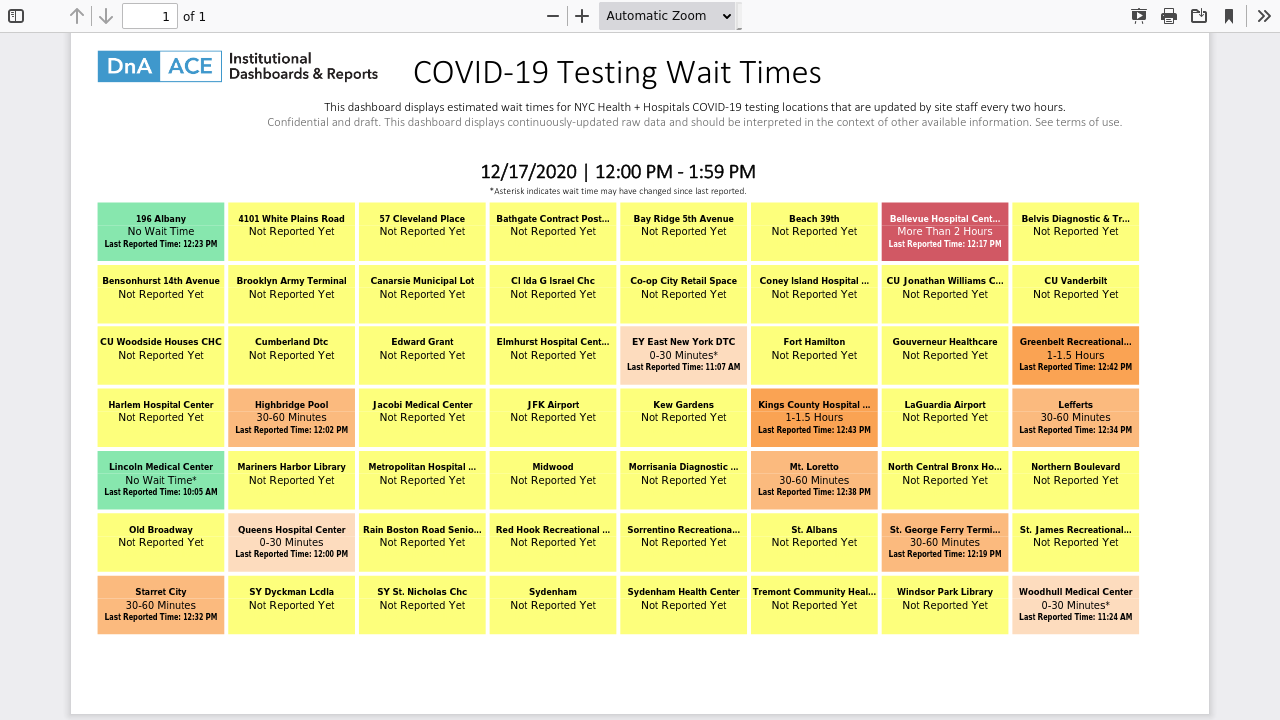 1 of 1 Automatic Zoom
DnA ACE Institutional
Dashboards & Reports
COVID-19 Testing Wait Times
This dashboard displays estimated wait times for NYC Health + Hospitals COVID-19 testing locations that are updated by site staff every two hours.
Confidential and draft. This dashboard displays continuously-updated raw data and should be interpreted in the context of other available information. See terms of use.
12/17/2020 | 12:00 PM - 1:59 PM
*Asterisk indicates wait time may have changed since last reported.
196 Albany
No Wait Time
Last Reported Time: 12:23 PM
4101 White Plains Road
Not Reported Yet
57 Cleveland Place
Not Reported Yet
Bathgate Contract Post...
Not Reported Yet
Bay Ridge 5th Avenue
Not Reported Yet
Beach 39th
Not Reported Yet
Bellevue Hospital Cent...
More Than 2 Hours
Last Reported Time: 12:17 PM
Belvis Diagnostic & Tr...
Not Reported Yet
Bensonhurst 14th Avenue
Not Reported Yet
Brooklyn Army Terminal
Not Reported Yet
Canarsie Municipal Lot
Not Reported Yet
CI Ida G Israel Chc
Not Reported Yet
Co-op City Retail Space
Not Reported Yet
Coney Island Hospital ...
Not Reported Yet
CU Jonathan Williams C...
Not Reported Yet
CU Vanderbilt
Not Reported Yet
CU Woodside Houses CHC
Not Reported Yet
Cumberland Dtc
Not Reported Yet
Edward Grant
Not Reported Yet
Elmhurst Hospital Cent...
Not Reported Yet
EY East New York DTC
0-30 Minutes*
Last Reported Time: 11:07 AM
Fort Hamilton
Not Reported Yet
Gouverneur Healthcare
Not Reported Yet
Greenbelt Recreational...
1-1.5 Hours
Last Reported Time: 12:42 PM
Harlem Hospital Center
Not Reported Yet
Highbridge Pool
30-60 Minutes
Last Reported Time: 12:02 PM
Jacobi Medical Center
Not Reported Yet
JFK Airport
Not Reported Yet
Kew Gardens
Not Reported Yet
Kings County Hospital ...
1-1.5 Hours
Last Reported Time: 12:43 PM
LaGuardia Airport
Not Reported Yet
Lefferts
30-60 Minutes
Last Reported Time: 12:34 PM
Lincoln Medical Center
No Wait Time*
Last Reported Time: 10:05 AM
Mariners Harbor Library
Not Reported Yet
Metropolitan Hospital ...
Not Reported Yet
Midwood
Not Reported Yet
Morrisania Diagnostic ...
Not Reported Yet
Mt. Loretto
30-60 Minutes
Last Reported Time: 12:38 PM
North Central Bronx Ho...
Not Reported Yet
Northern Boulevard
Not Reported Yet
Old Broadway
Not Reported Yet
Queens Hospital Center
0-30 Minutes
Last Reported Time: 12:00 PM
Rain Boston Road Senio...
Not Reported Yet
Red Hook Recreational ...
Not Reported Yet
Sorrentino Recreationa...
Not Reported Yet
St. Albans
Not Reported Yet
St. George Ferry Termi...
30-60 Minutes
Last Reported Time: 12:19 PM
St. James Recreational...
Not Reported Yet
Starret City
30-60 Minutes
Last Reported Time: 12:32 PM
SY Dyckman Lcdla
Not Reported Yet
SY St. Nicholas Chc
Not Reported Yet
Sydenham
Not Reported Yet
Sydenham Health Center
Not Reported Yet
Tremont Community Heal...
Not Reported Yet
Windsor Park Library
Not Reported Yet
Woodhull Medical Center
0-30 Minutes*
Last Reported Time: 11:24 AM